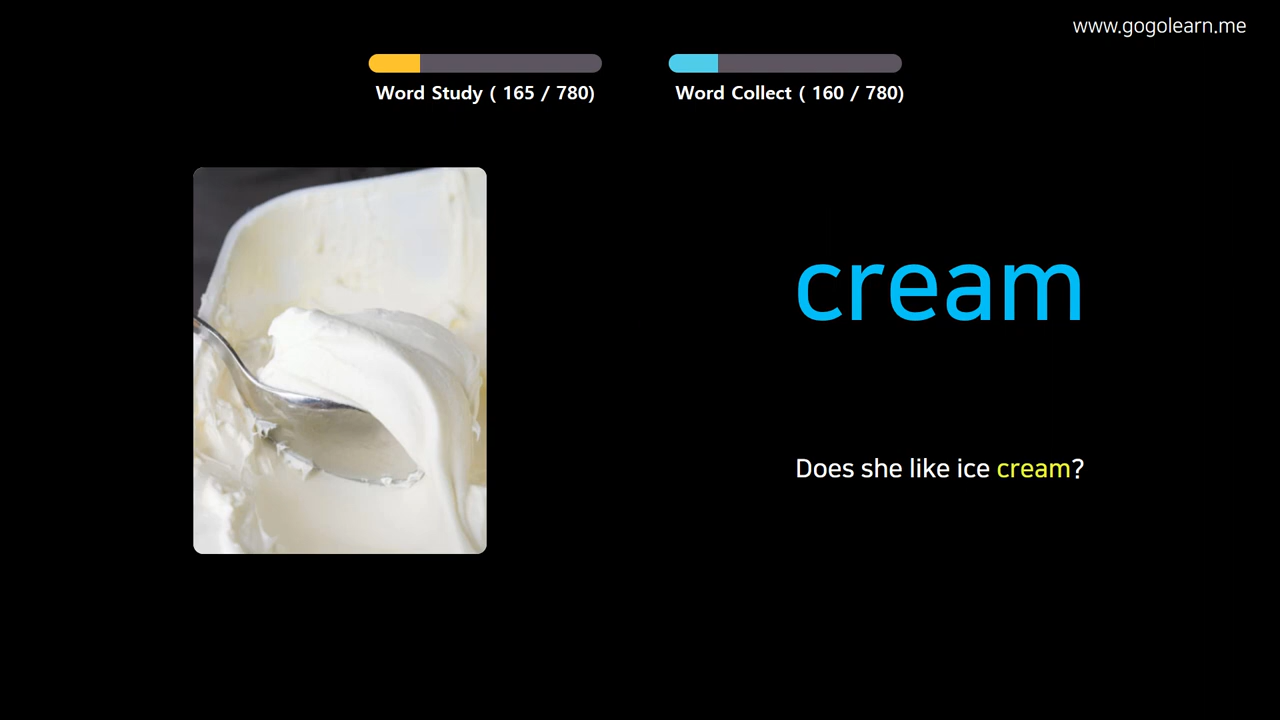 www.gogolearn.me
Word Study ( 165 / 780)
Word Collect ( 160 / 780)
cream
Does she like ice cream?